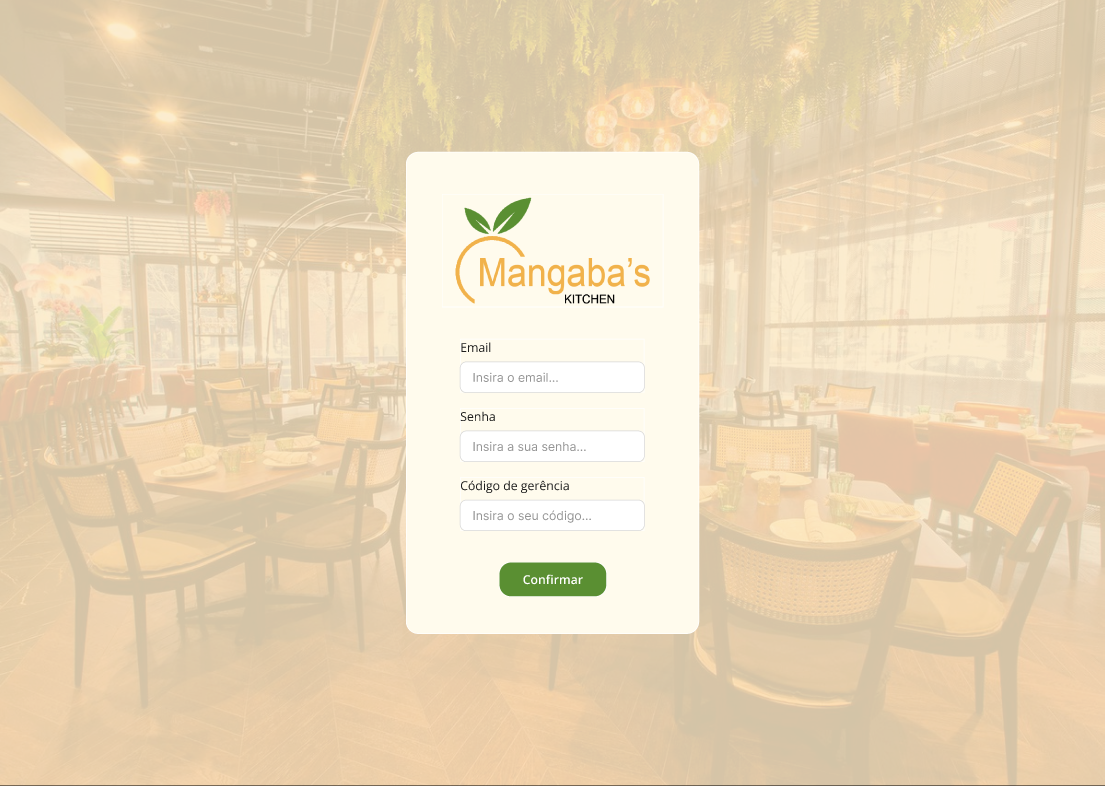 Mangaba's
KITCHEN
Email
Insira o email...
Senha
Insira a sua senha...
Código de gerência
Insira o seu código...
Confirmar